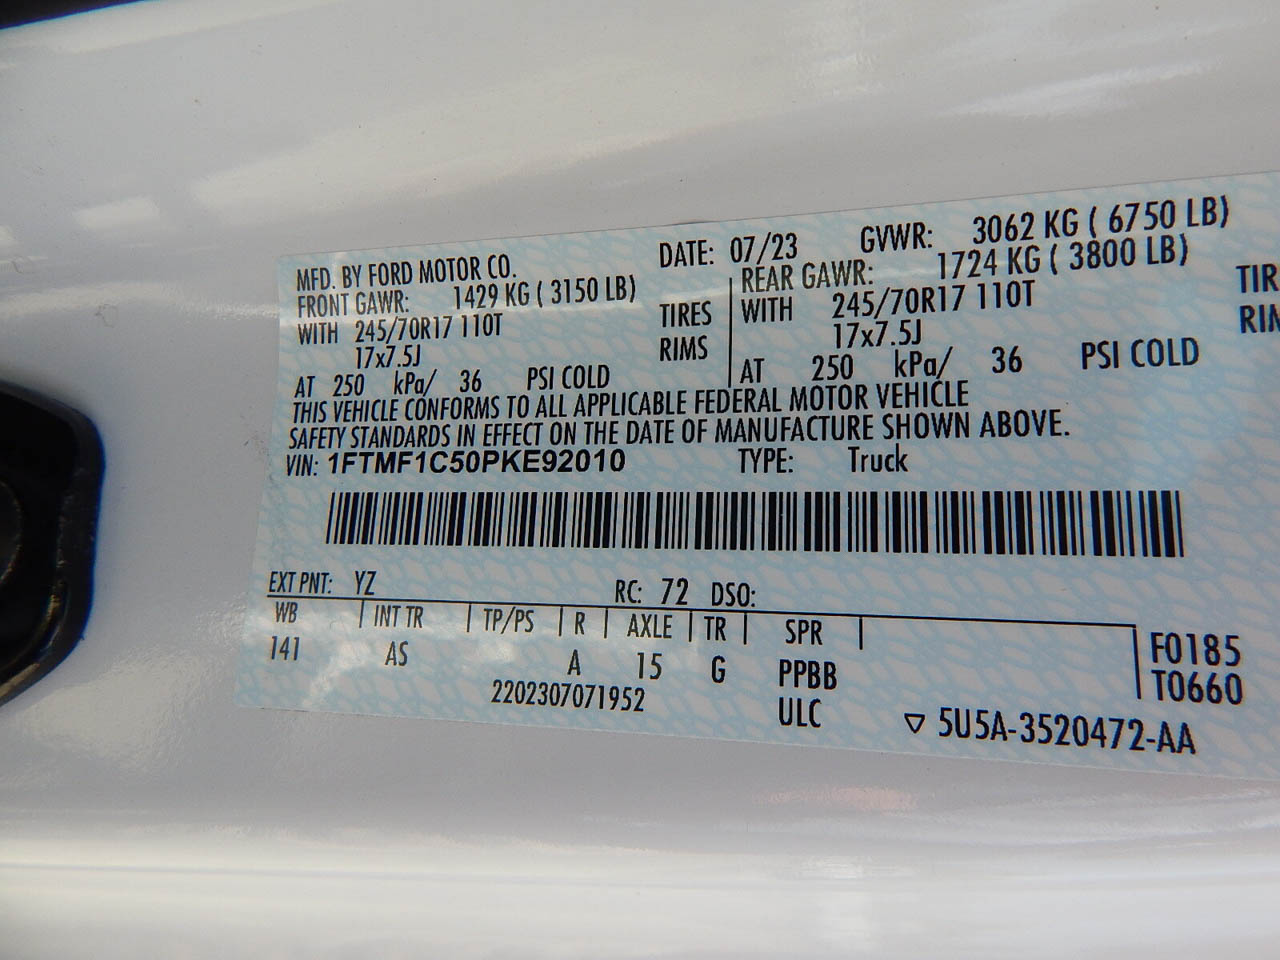 MFD. BY FORD MOTOR CO. DATE: 07/23 GVWR: 3062 KG ( 6750 LB)
FRONT GAWR: 1429 KG ( 3150 LB) REAR GAWR: 1724 KG ( 3800 LB)
WITH 245/70R17 110T TIRES WITH 245/70R17 110T TIR
17x7.5J RIMS 17x7.5J RIM
AT 250 kPa/ 36 PSI COLD AT 250 kPa/ 36 PSI COLD
THIS VEHICLE CONFORMS TO ALL APPLICABLE FEDERAL MOTOR VEHICLE
SAFETY STANDARDS IN EFFECT ON THE DATE OF MANUFACTURE SHOWN ABOVE.
VIN: 1FTMF1C50PKE92010 TYPE: Truck
EXT PNT: YZ RC: 72 DSO:
WB INT TR TP/PS R AXLE TR SPR
141 AS A 15 G PPBB F0185
2202307071952 ULC T0660
▽ 5U5A-3520472-AA